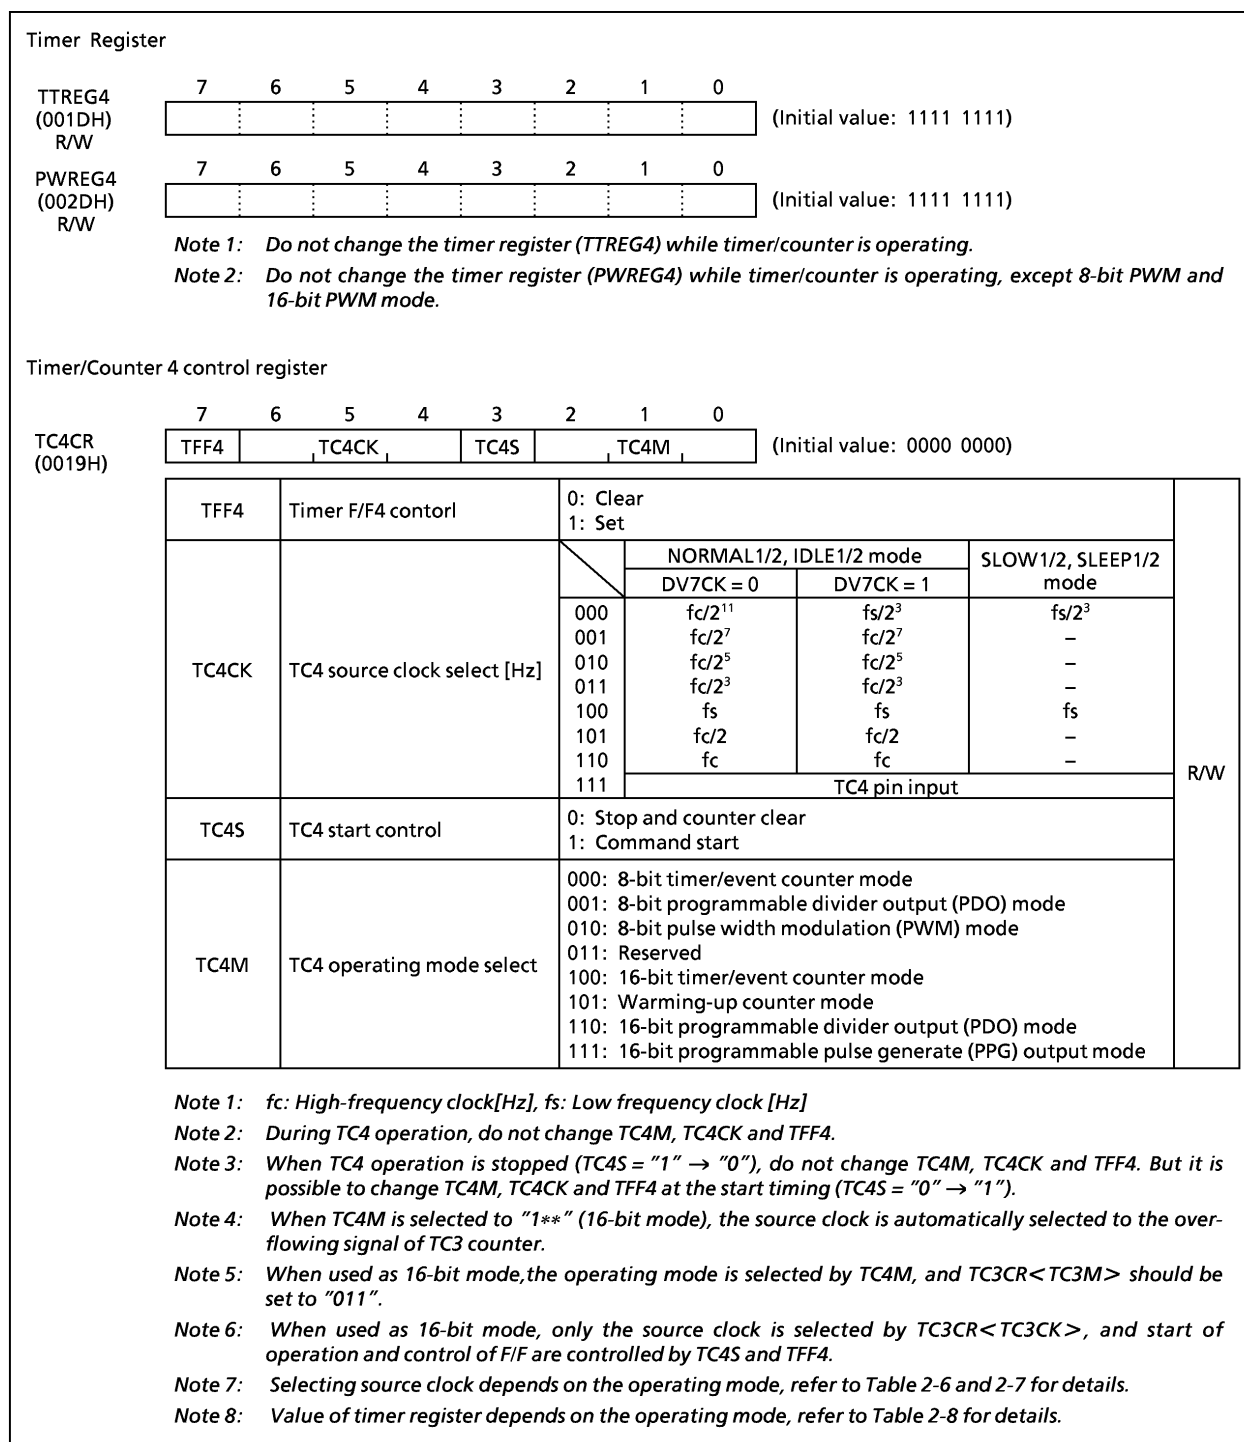 Timer Register
7 6 5 4 3 2 1 0
TTREG4
(001DH)
R/W
(Initial value: 1111 1111)
7 6 5 4 3 2 1 0
PWREG4
(002DH)
R/W
(Initial value: 1111 1111)
Note 1: Do not change the timer register (TTREG4) while timer/counter is operating.
Note 2: Do not change the timer register (PWREG4) while timer/counter is operating, except 8-bit PWM and
16-bit PWM mode.
Timer/Counter 4 control register
7 6 5 4 3 2 1 0
TC4CR
(0019H)
TFF4 TC4CK TC4S TC4M (Initial value: 0000 0000)
TFF4 Timer F/F4 contorl
0: Clear
1: Set
TC4CK TC4 source clock select [Hz]
NORMAL1/2, IDLE1/2 mode SLOW1/2, SLEEP1/2
mode
DV7CK = 0 DV7CK = 1
000 fc/2¹¹ fs/2³ fs/2³
001 fc/2⁷ fc/2⁷ –
010 fc/2⁵ fc/2⁵ –
011 fc/2³ fc/2³ –
100 fs fs fs
101 fc/2 fc/2 –
110 fc fc –
111 TC4 pin input
R/W
TC4S TC4 start control
0: Stop and counter clear
1: Command start
TC4M TC4 operating mode select
000: 8-bit timer/event counter mode
001: 8-bit programmable divider output (PDO) mode
010: 8-bit pulse width modulation (PWM) mode
011: Reserved
100: 16-bit timer/event counter mode
101: Warming-up counter mode
110: 16-bit programmable divider output (PDO) mode
111: 16-bit programmable pulse generate (PPG) output mode
Note 1: fc: High-frequency clock[Hz], fs: Low frequency clock [Hz]
Note 2: During TC4 operation, do not change TC4M, TC4CK and TFF4.
Note 3: When TC4 operation is stopped (TC4S = "1" → "0"), do not change TC4M, TC4CK and TFF4. But it is
possible to change TC4M, TC4CK and TFF4 at the start timing (TC4S = "0" → "1").
Note 4: When TC4M is selected to "1**" (16-bit mode), the source clock is automatically selected to the over-
flowing signal of TC3 counter.
Note 5: When used as 16-bit mode,the operating mode is selected by TC4M, and TC3CR<TC3M> should be
set to "011".
Note 6: When used as 16-bit mode, only the source clock is selected by TC3CR<TC3CK>, and start of
operation and control of F/F are controlled by TC4S and TFF4.
Note 7: Selecting source clock depends on the operating mode, refer to Table 2-6 and 2-7 for details.
Note 8: Value of timer register depends on the operating mode, refer to Table 2-8 for details.